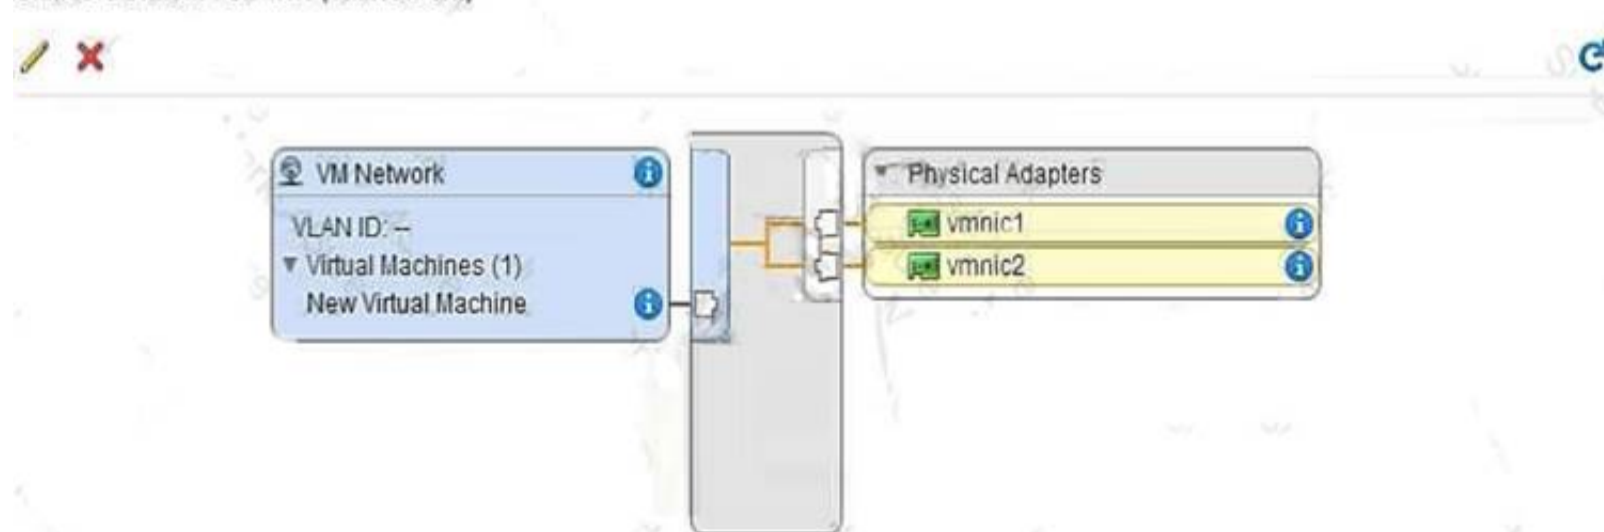 VM Network
VLAN ID: --
Virtual Machines (1)
New Virtual Machine
Physical Adapters
vmnic1
vmnic2